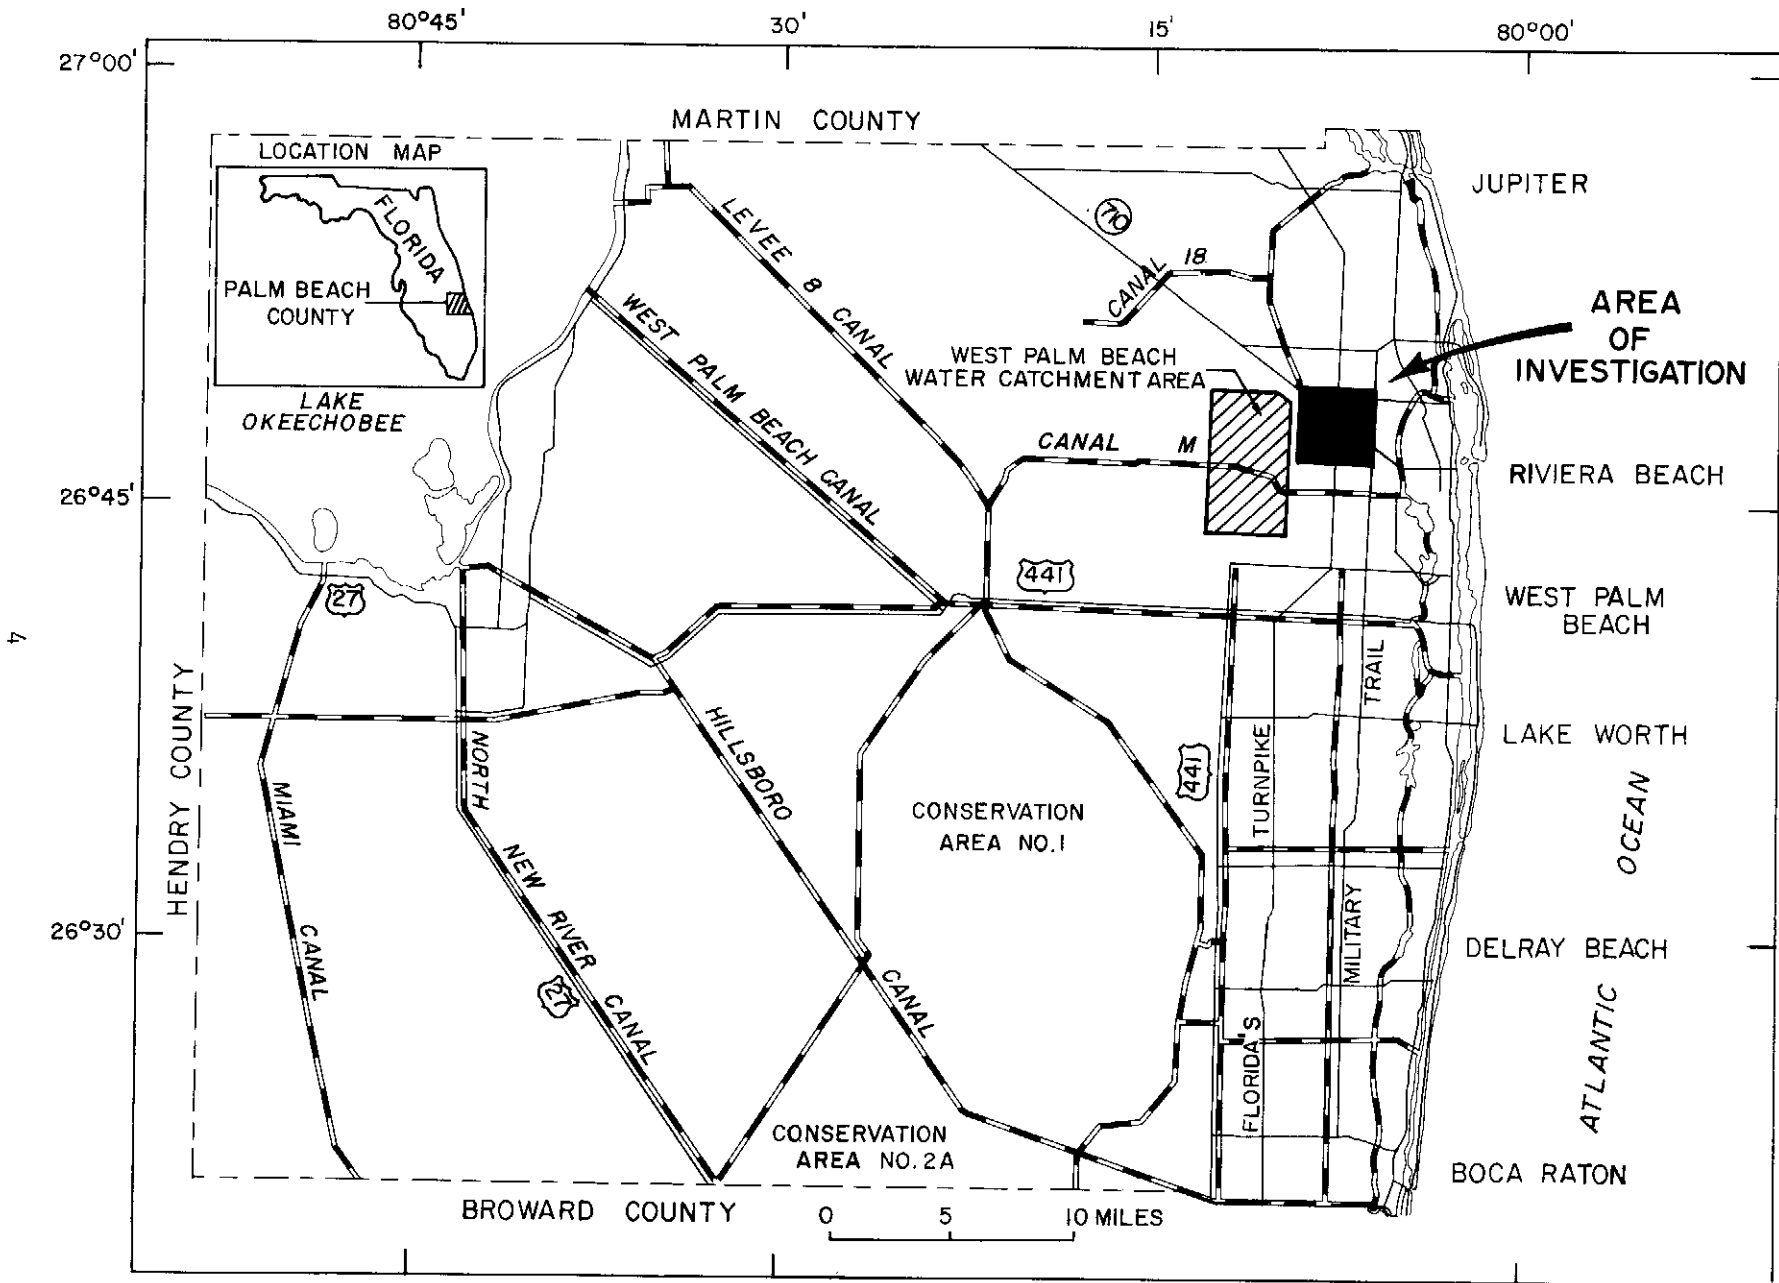 80°45'
30'
15'
80°00'
27°00'
MARTIN COUNTY
LOCATION MAP
FLORIDA
PALM BEACH
COUNTY
LAKE
OKEECHOBEE
LEVEE 8 CANAL
WEST PALM BEACH CANAL
710
CANAL 18
JUPITER
AREA
OF
INVESTIGATION
WEST PALM BEACH
WATER CATCHMENT AREA
CANAL M
RIVIERA BEACH
26°45'
27
441
WEST PALM
BEACH
4
HENDRY COUNTY
MIAMI CANAL
NORTH NEW RIVER CANAL
27
HILLSBORO CANAL
CONSERVATION
AREA NO.1
441
FLORIDA'S TURNPIKE
MILITARY TRAIL
LAKE WORTH
ATLANTIC OCEAN
26°30'
DELRAY BEACH
CONSERVATION
AREA NO. 2A
BOCA RATON
BROWARD COUNTY
0 5 10 MILES